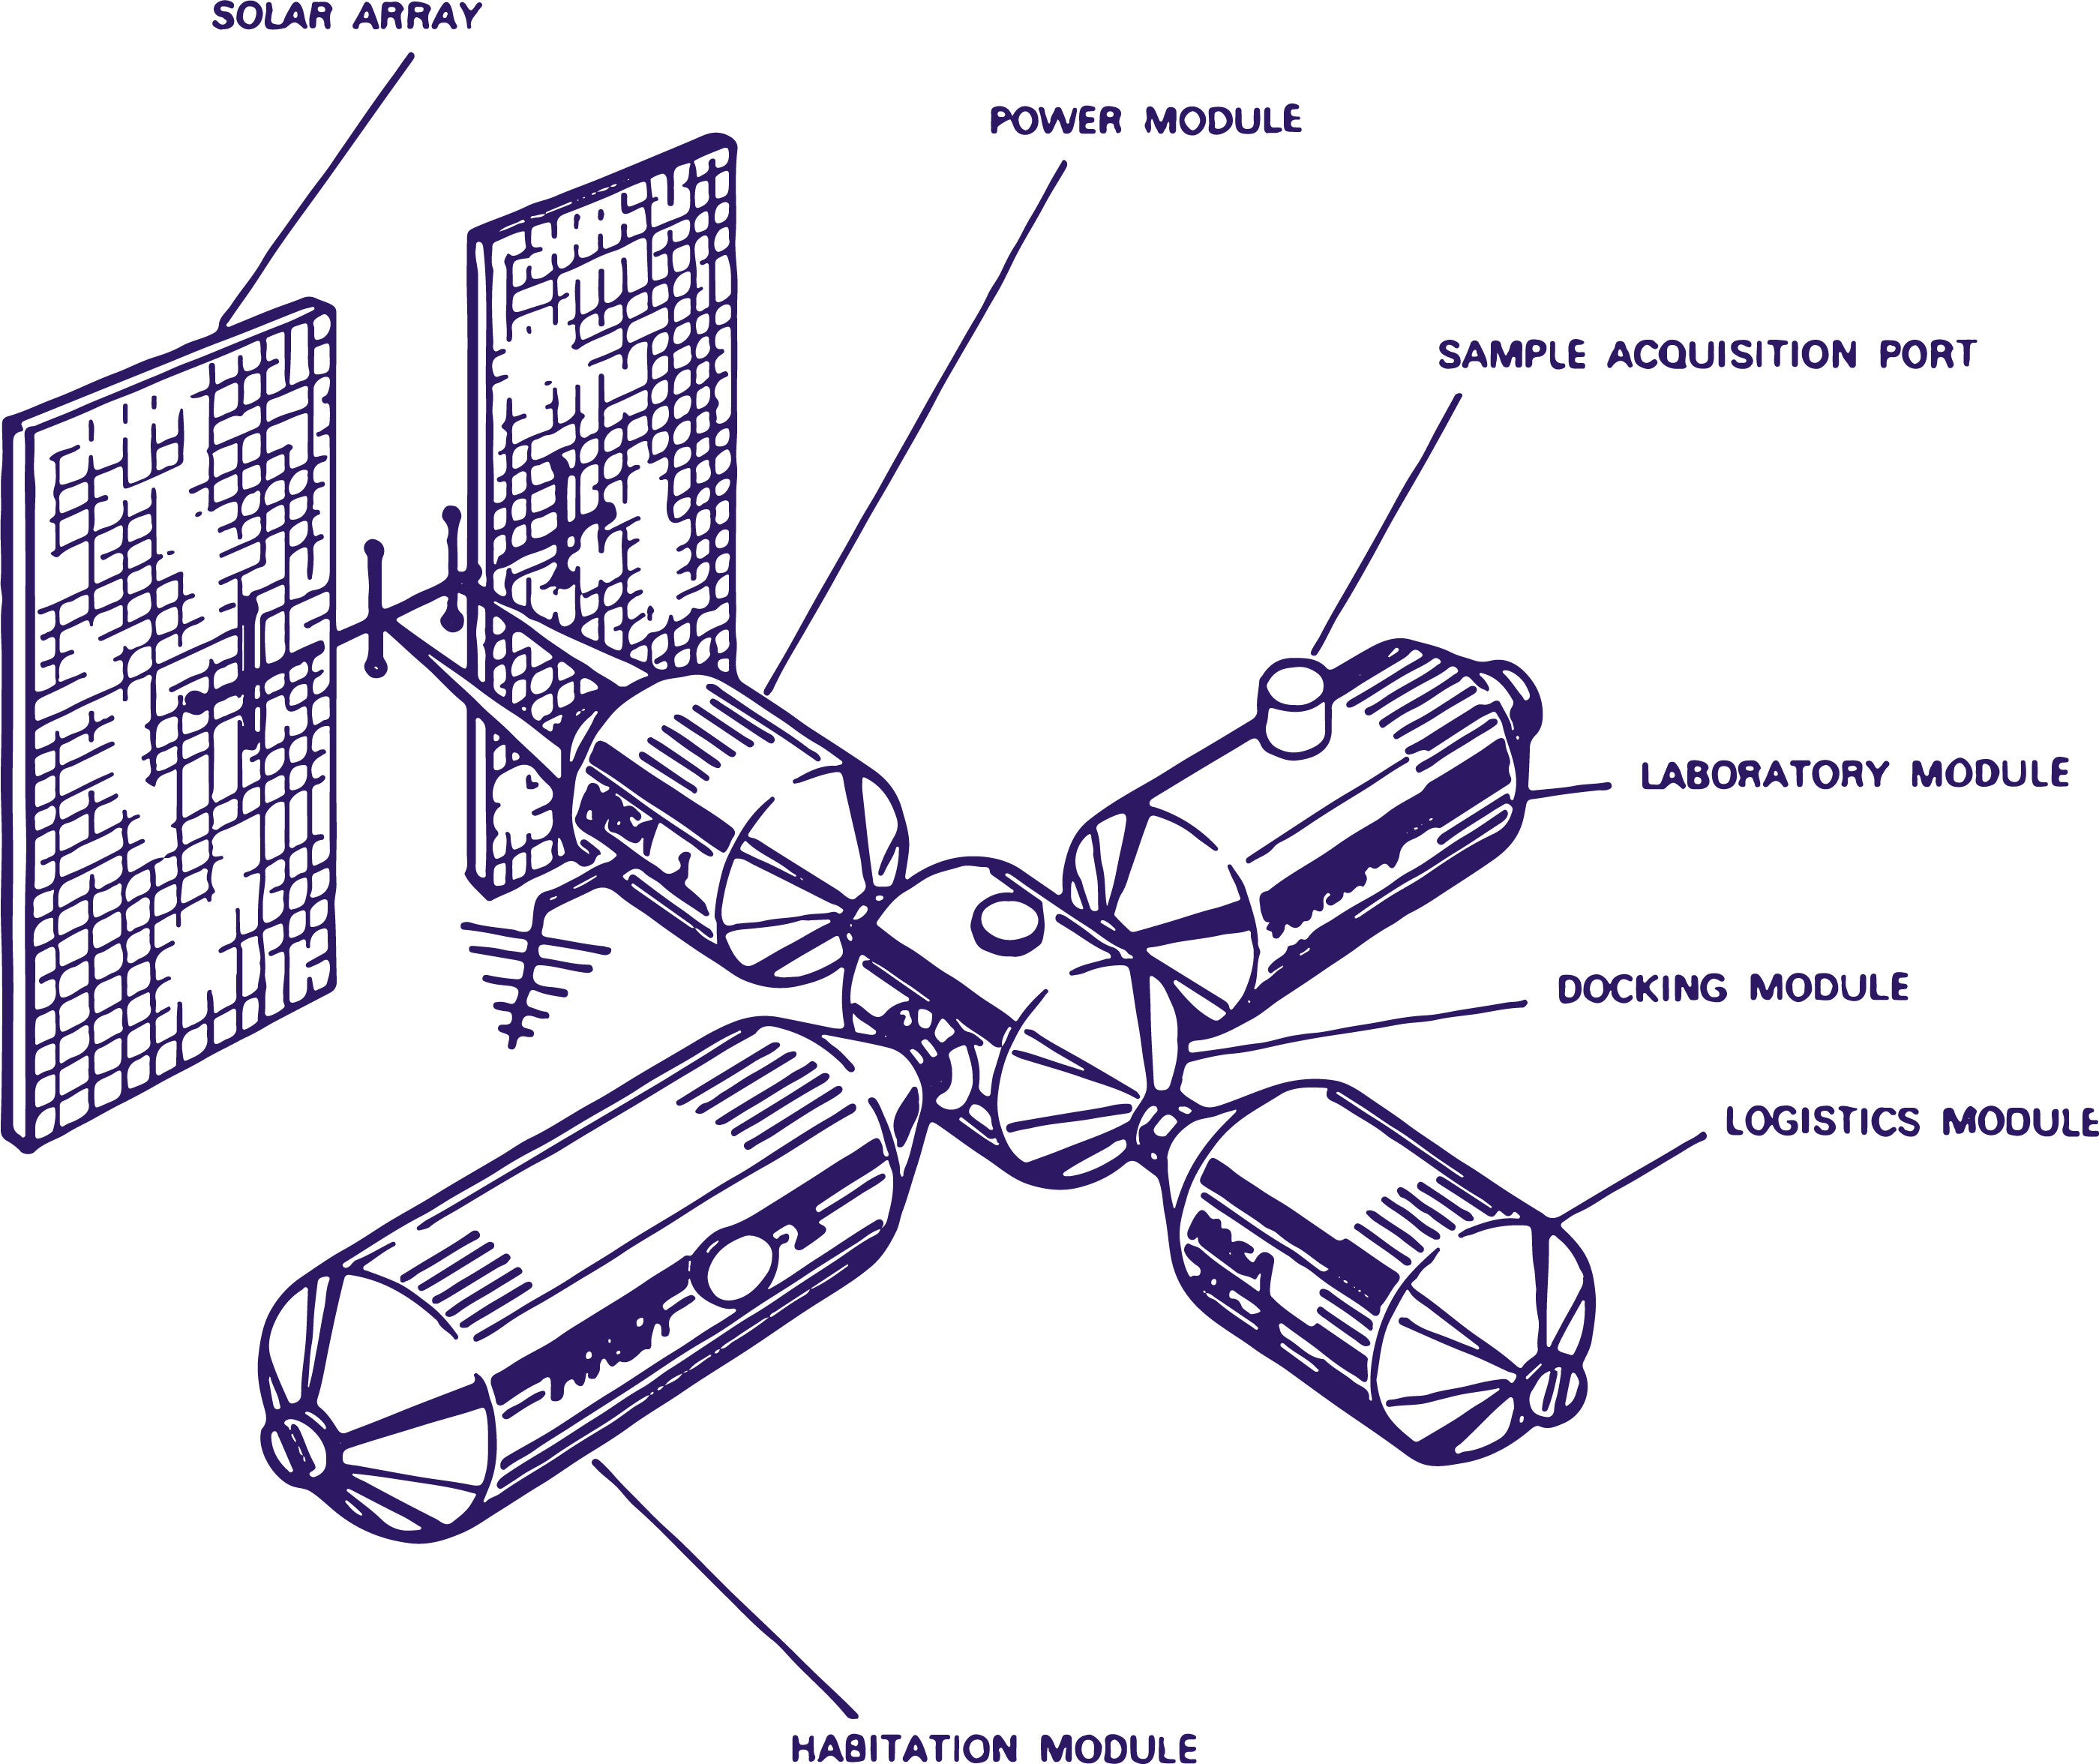 SOLAR ARRAY
POWER MODULE
SAMPLE ACQUISITION PORT
LABORATORY MODULE
DOCKING MODULE
LOGISTICS MODULE
HABITATION MODULE